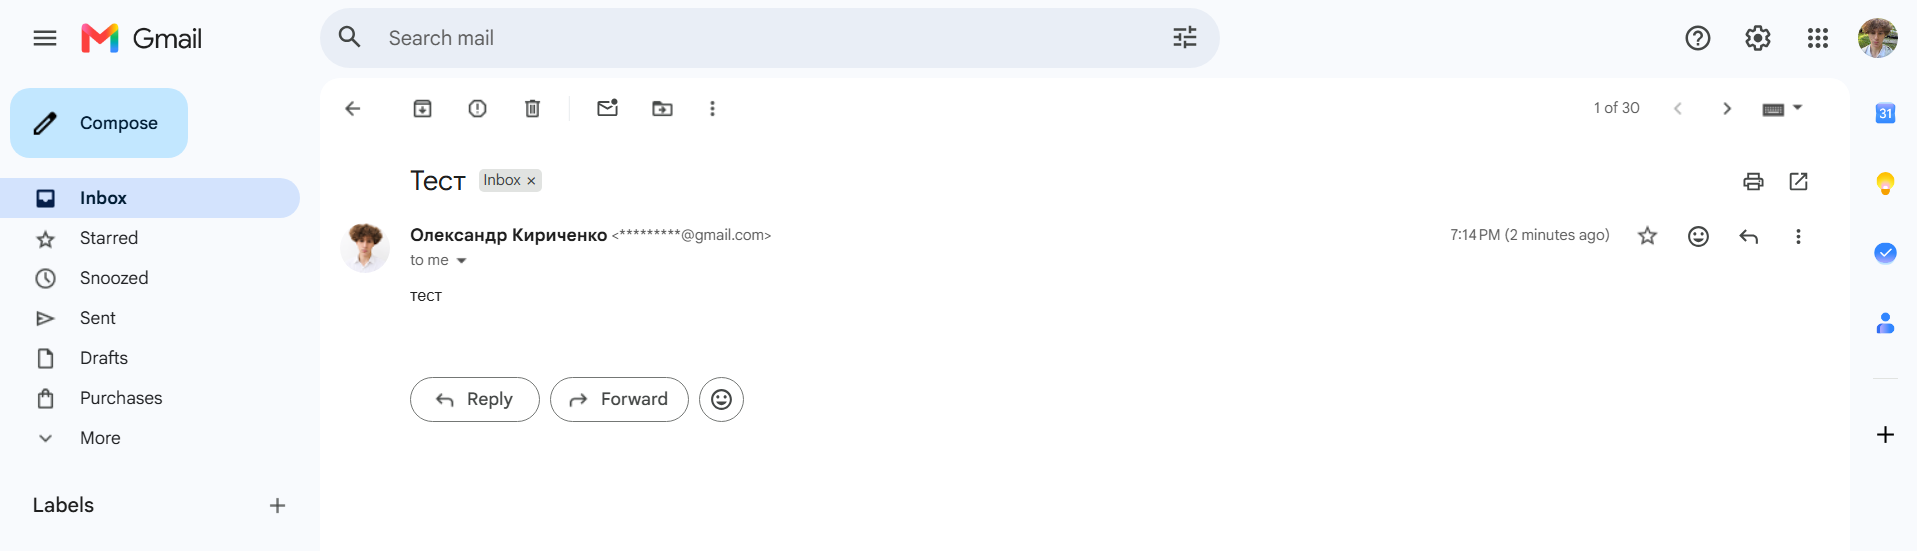 Gmail
Search mail
Compose
1 of 30
31
Inbox
Starred
Snoozed
Sent
Drafts
Purchases
More
Labels
Тест Inbox ×
Олександр Кириченко <*********@gmail.com> 7:14 PM (2 minutes ago)
to me
тест
Reply Forward